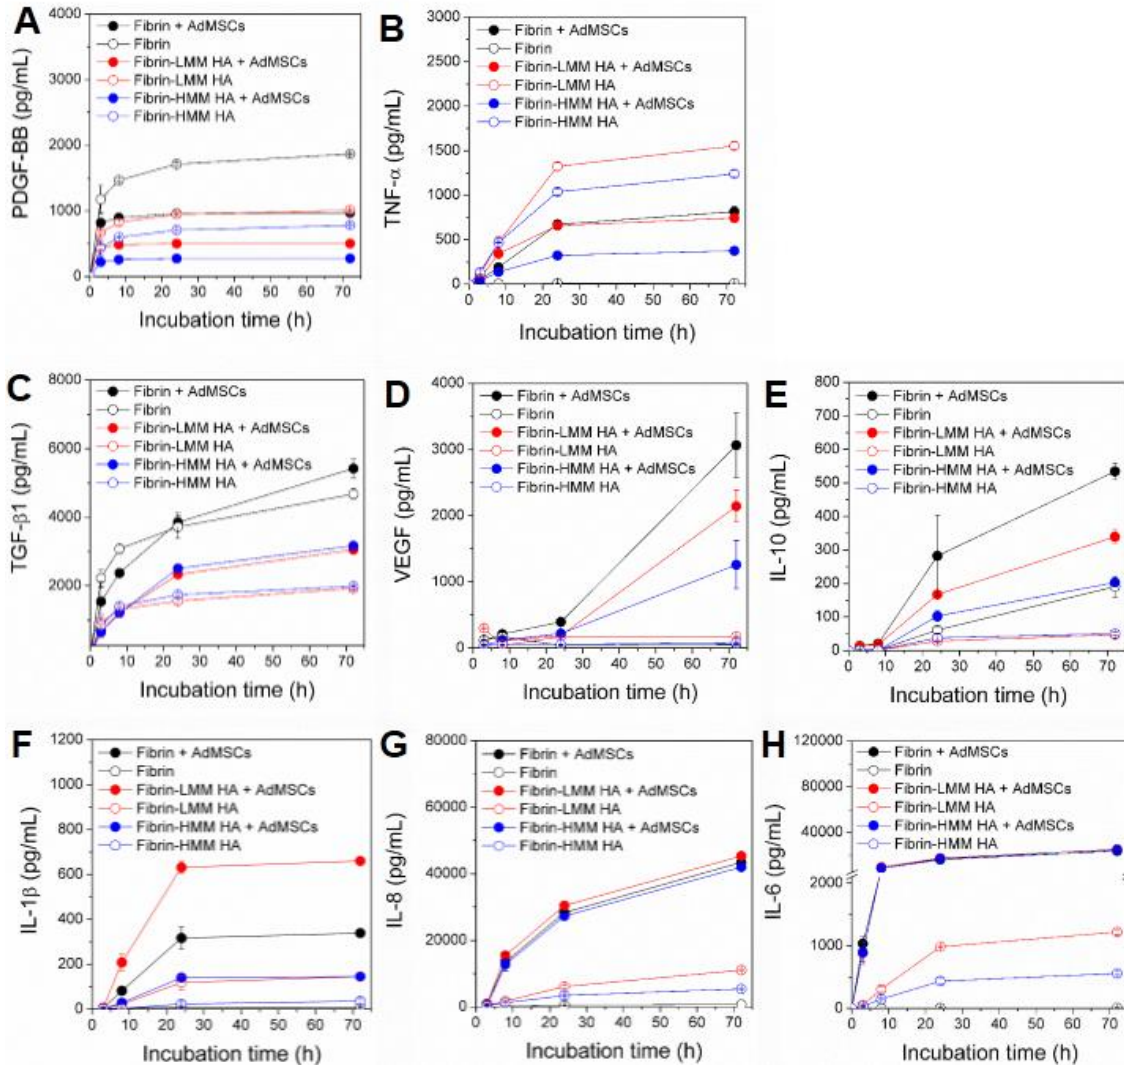 A
PDGF-BB (pg/mL)
4000
3000
2000
1000
0
Fibrin + AdMSCs
Fibrin
Fibrin-LMM HA + AdMSCs
Fibrin-LMM HA
Fibrin-HMM HA + AdMSCs
Fibrin-HMM HA
0 10 20 30 40 50 60 70
Incubation time (h)
B
TNF-α (pg/mL)
3000
2500
2000
1500
1000
500
0
Fibrin + AdMSCs
Fibrin
Fibrin-LMM HA + AdMSCs
Fibrin-LMM HA
Fibrin-HMM HA + AdMSCs
Fibrin-HMM HA
0 10 20 30 40 50 60 70
Incubation time (h)
C
TGF-β1 (pg/mL)
8000
6000
4000
2000
Fibrin + AdMSCs
Fibrin
Fibrin-LMM HA + AdMSCs
Fibrin-LMM HA
Fibrin-HMM HA + AdMSCs
Fibrin-HMM HA
0 10 20 30 40 50 60 70
Incubation time (h)
D
VEGF (pg/mL)
4000
3000
2000
1000
0
Fibrin + AdMSCs
Fibrin
Fibrin-LMM HA + AdMSCs
Fibrin-LMM HA
Fibrin-HMM HA + AdMSCs
Fibrin-HMM HA
0 10 20 30 40 50 60 70
Incubation time (h)
E
IL-10 (pg/mL)
800
700
600
500
400
300
200
100
0
Fibrin + AdMSCs
Fibrin
Fibrin-LMM HA + AdMSCs
Fibrin-LMM HA
Fibrin-HMM HA + AdMSCs
Fibrin-HMM HA
0 10 20 30 40 50 60 70
Incubation time (h)
F
IL-1β (pg/mL)
1200
1000
800
600
400
200
0
Fibrin + AdMSCs
Fibrin
Fibrin-LMM HA + AdMSCs
Fibrin-LMM HA
Fibrin-HMM HA + AdMSCs
Fibrin-HMM HA
0 10 20 30 40 50 60 70
Incubation time (h)
G
IL-8 (pg/mL)
80000
60000
40000
20000
0
Fibrin + AdMSCs
Fibrin
Fibrin-LMM HA + AdMSCs
Fibrin-LMM HA
Fibrin-HMM HA + AdMSCs
Fibrin-HMM HA
0 10 20 30 40 50 60 70
Incubation time (h)
H
IL-6 (pg/mL)
120000
100000
80000
60000
40000
20000
2000
1000
0
Fibrin + AdMSCs
Fibrin
Fibrin-LMM HA + AdMSCs
Fibrin-LMM HA
Fibrin-HMM HA + AdMSCs
Fibrin-HMM HA
0 10 20 30 40 50 60 70
Incubation time (h)